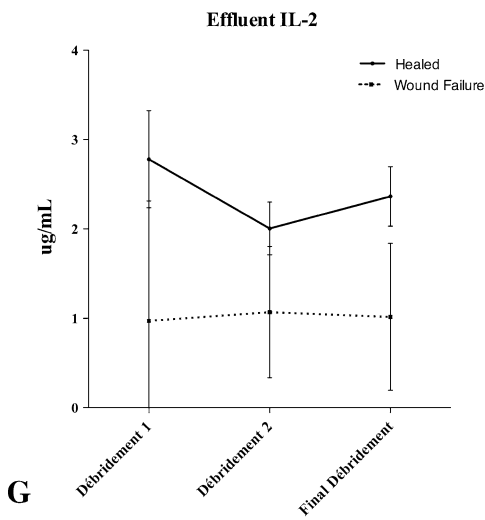 Effluent IL-2
Healed
Wound Failure
ug/mL
4
3
2
1
0
Débridement 1
Débridement 2
Final Débridement
G